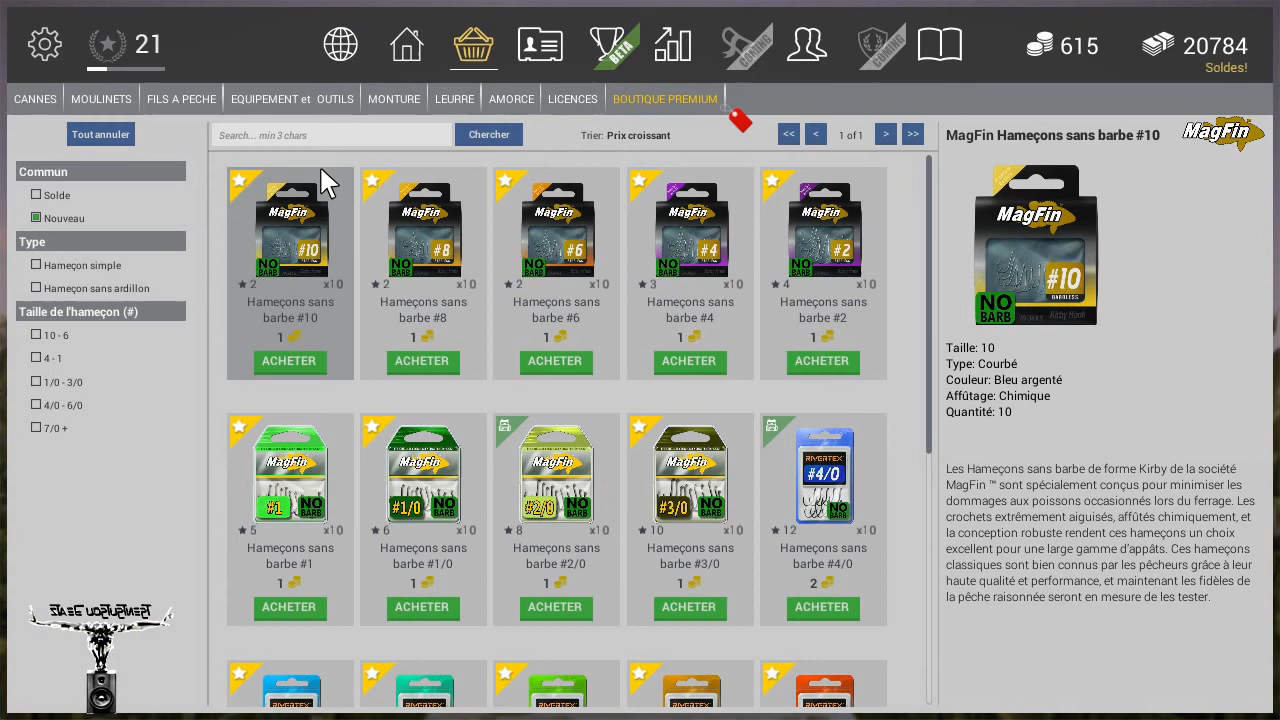 21
BETA
COMING
COMING
615
20784
Soldes!
CANNES
MOULINETS
FILS A PECHE
EQUIPEMENT et OUTILS
MONTURE
LEURRE
AMORCE
LICENCES
BOUTIQUE PREMIUM
Tout annuler
Search... min 3 chars
Chercher
Trier: Prix croissant
<<
<
1 of 1
>
>>
Commun
Solde
Nouveau
Type
Hameçon simple
Hameçon sans ardillon
Taille de l'hameçon (#)
10 - 6
4 - 1
1/0 - 3/0
4/0 - 6/0
7/0 +
MagFin
#10
NO BARB
2 x10
Hameçons sans
barbe #10
1
ACHETER
MagFin
#8
NO BARB
2 x10
Hameçons sans
barbe #8
1
ACHETER
MagFin
#6
NO BARB
2 x10
Hameçons sans
barbe #6
1
ACHETER
MagFin
#4
NO BARB
3 x10
Hameçons sans
barbe #4
1
ACHETER
MagFin
#2
NO BARB
4 x10
Hameçons sans
barbe #2
1
ACHETER
MagFin
#1
NO BARB
5 x10
Hameçons sans
barbe #1
1
ACHETER
MagFin
#1/0
NO BARB
6 x10
Hameçons sans
barbe #1/0
1
ACHETER
MagFin
#2/0
NO BARB
8 x10
Hameçons sans
barbe #2/0
1
ACHETER
MagFin
#3/0
NO BARB
10 x10
Hameçons sans
barbe #3/0
1
ACHETER
RIVERTEX
#4/0
NO BARB
12 x10
Hameçons sans
barbe #4/0
2
ACHETER
RIVERTEX
RIVERTEX
RIVERTEX
RIVERTEX
RIVERTEX
MagFin Hameçons sans barbe #10
MagFin
MagFin
#10
BARBLESS
NO
BARB
Kirby Hook
Taille: 10
Type: Courbé
Couleur: Bleu argenté
Affûtage: Chimique
Quantité: 10
Les Hameçons sans barbe de forme Kirby de la société
MagFin ™ sont spécialement conçus pour minimiser les
dommages aux poissons occasionnés lors du ferrage. Les
crochets extrêmement aiguisés, affûtés chimiquement, et
la conception robuste rendent ces hameçons un choix
excellent pour une large gamme d'appâts. Ces hameçons
classiques sont bien connus par les pêcheurs grâce à leur
haute qualité et performance, et maintenant les fidèles de
la pêche raisonnée seront en mesure de les tester.